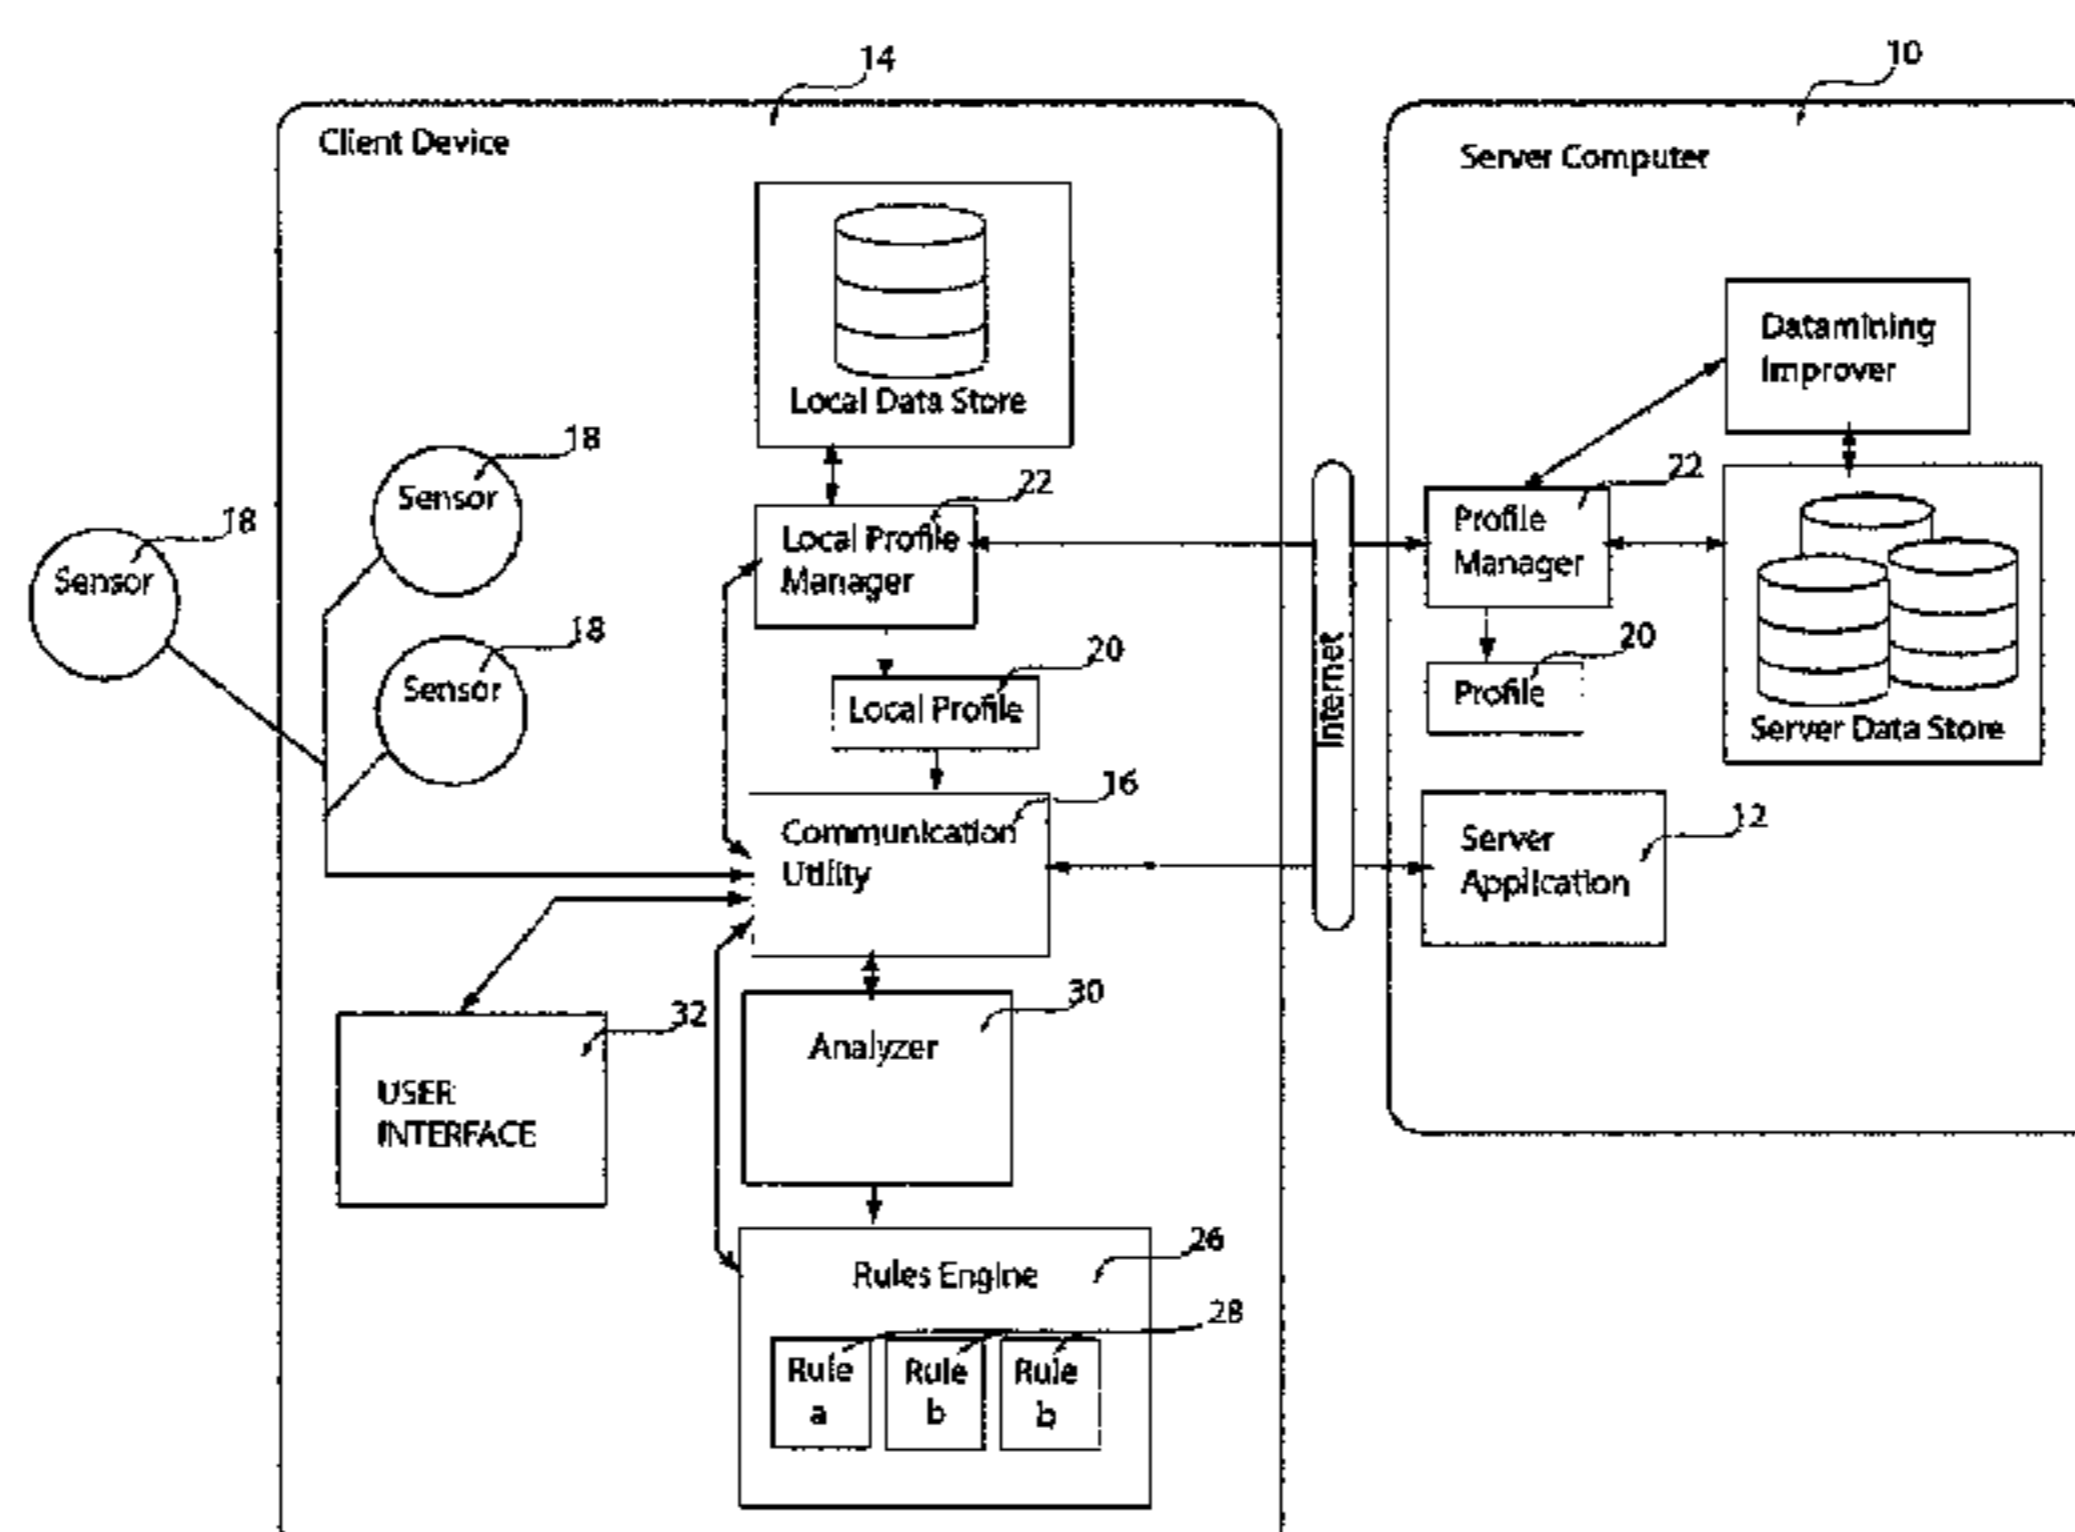 14
10
Client Device
Server Computer
Local Data Store
Datamining
Improver
18
Sensor
18
Sensor
18
Sensor
22
Local Profile
Manager
22
Profile
Manager
20
Local Profile
20
Profile
Server Data Store
Internet
16
Communication
Utility
12
Server
Application
30
Analyzer
32
USER
INTERFACE
26
Rules Engine
28
Rule
a
Rule
b
Rule
b